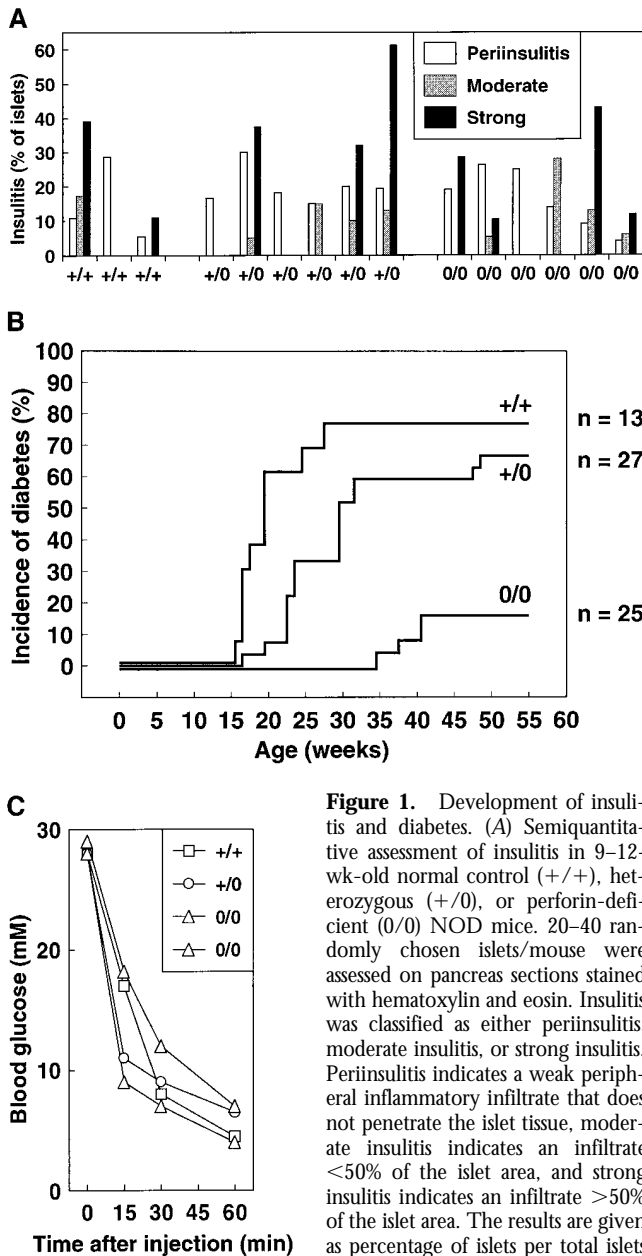 A
60
50
40
30
20
10
0
Insulitis (% of islets)
Periinsulitis
Moderate
Strong
+/+ +/+ +/+ +/0 +/0 +/0 +/0 +/0 +/0 0/0 0/0 0/0 0/0 0/0 0/0
B
100
90
80
70
60
50
40
30
20
10
0
Incidence of diabetes (%)
+/+
n = 13
+/0
n = 27
0/0
n = 25
0 5 10 15 20 25 30 35 40 45 50 55 60
Age (weeks)
C
30
20
10
0
Blood glucose (mM)
+/+
+/0
0/0
0/0
0 15 30 45 60
Time after injection (min)
Figure 1. Development of insuli-
tis and diabetes. (A) Semiquantita-
tive assessment of insulitis in 9–12-
wk-old normal control (+/+), het-
erozygous (+/0), or perforin-defi-
cient (0/0) NOD mice. 20–40 ran-
domly chosen islets/mouse were
assessed on pancreas sections stained
with hematoxylin and eosin. Insulitis
was classified as either periinsulitis,
moderate insulitis, or strong insulitis.
Periinsulitis indicates a weak periph-
eral inflammatory infiltrate that does
not penetrate the islet tissue, moder-
ate insulitis indicates an infiltrate
<50% of the islet area, and strong
insulitis indicates an infiltrate >50%
of the islet area. The results are given
as percentage of islets per total islets